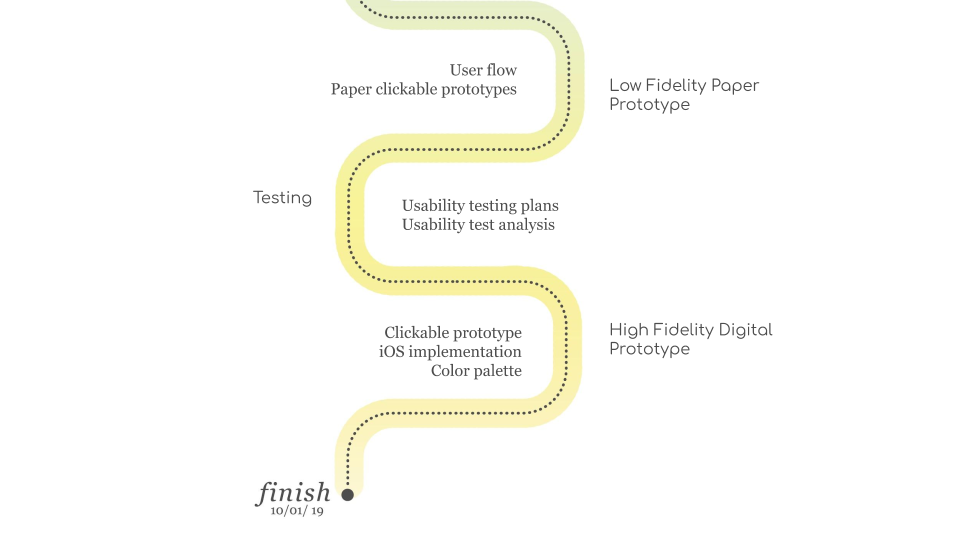 User flow
Paper clickable prototypes
Low Fidelity Paper
Prototype
Testing
Usability testing plans
Usability test analysis
Clickable prototype
iOS implementation
Color palette
High Fidelity Digital
Prototype
finish
10/01/ 19